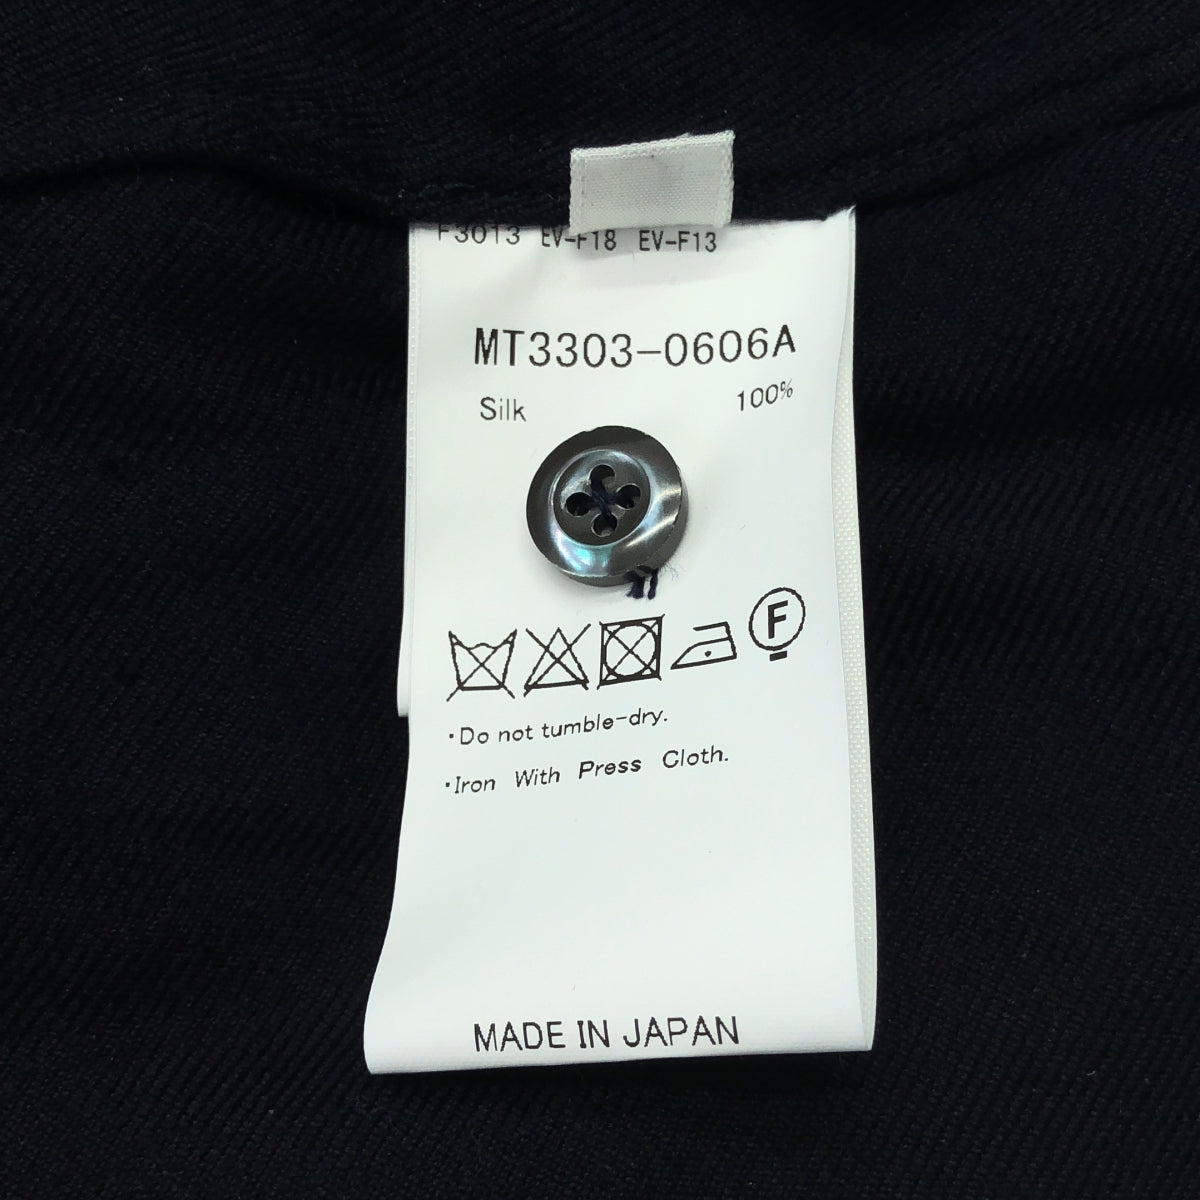 F3013 EV-F18 EV-F13
MT3303-0606A
Silk 100%
F
·Do not tumble-dry.
·Iron With Press Cloth.
MADE IN JAPAN